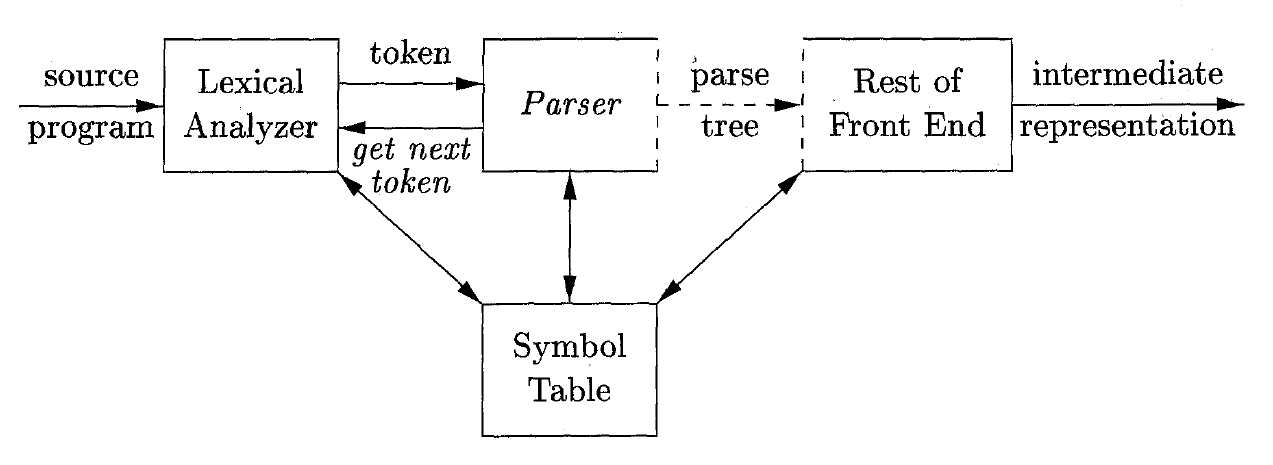 source
program
Lexical
Analyzer
token
get next
token
Parser
parse
tree
Rest of
Front End
intermediate
representation
Symbol
Table